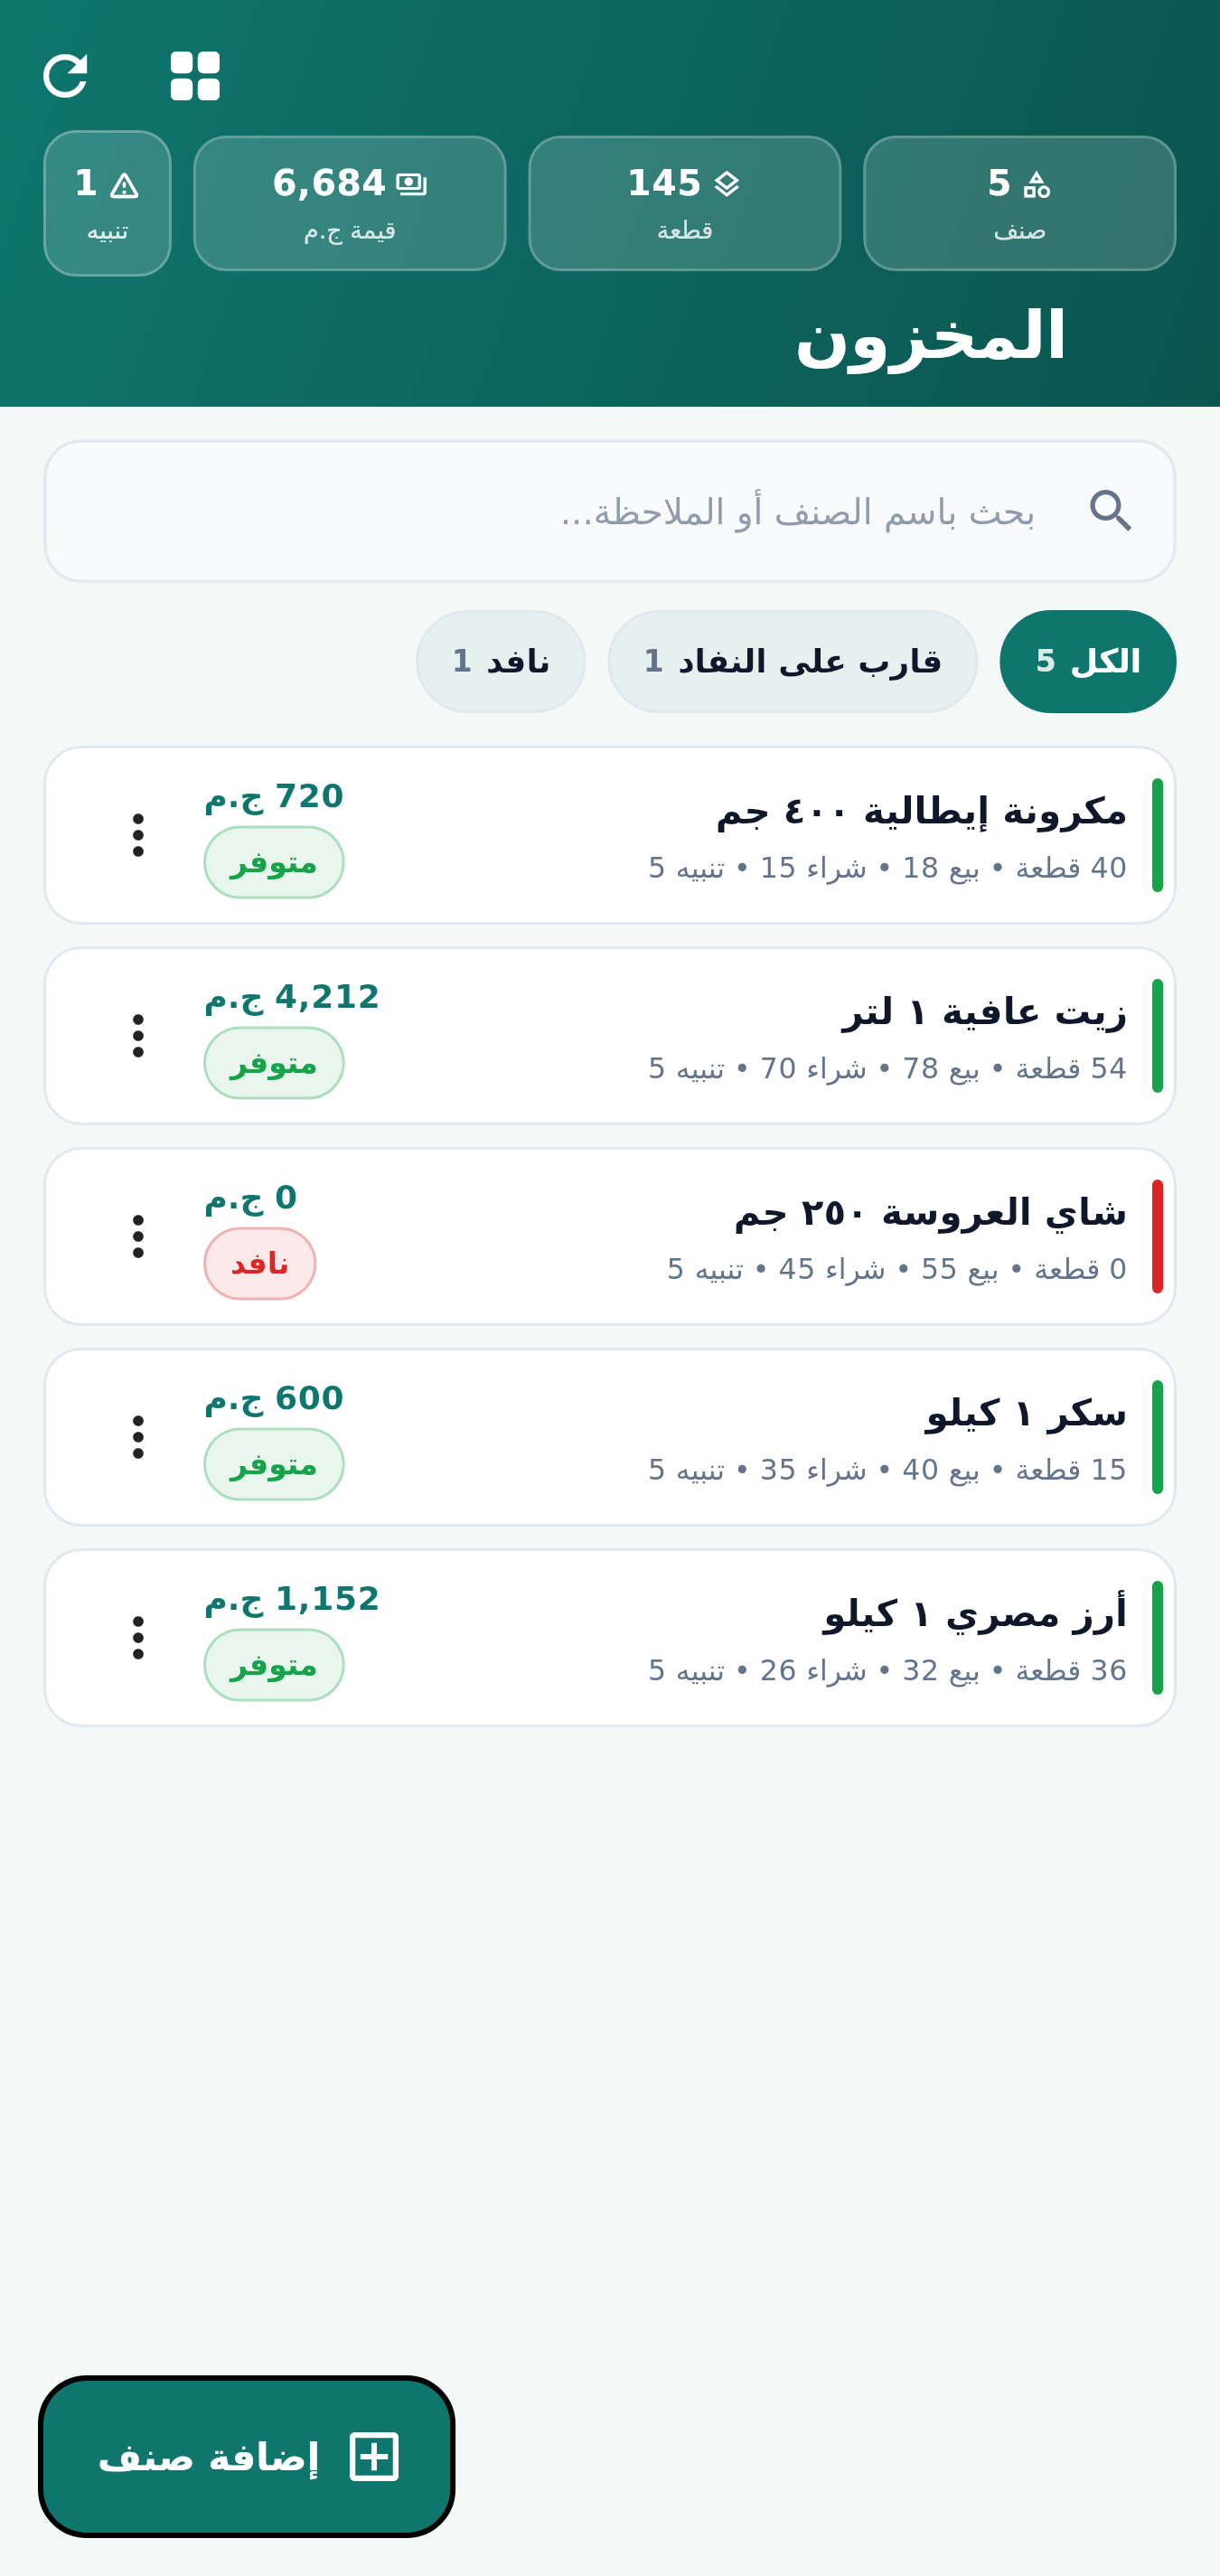 5
صنف
145
قطعة
6,684
قيمة ج.م
1
تنبيه
المخزون
بحث باسم الصنف أو الملاحظة...
الكل 5
قارب على النفاد 1
نافد 1
مكرونة إيطالية ٤٠٠ جم
40 قطعة • بيع 18 • شراء 15 • تنبيه 5
720 ج.م
متوفر
زيت عافية ١ لتر
54 قطعة • بيع 78 • شراء 70 • تنبيه 5
4,212 ج.م
متوفر
شاي العروسة ٢٥٠ جم
0 قطعة • بيع 55 • شراء 45 • تنبيه 5
0 ج.م
نافد
سكر ١ كيلو
15 قطعة • بيع 40 • شراء 35 • تنبيه 5
600 ج.م
متوفر
أرز مصري ١ كيلو
36 قطعة • بيع 32 • شراء 26 • تنبيه 5
1,152 ج.م
متوفر
إضافة صنف